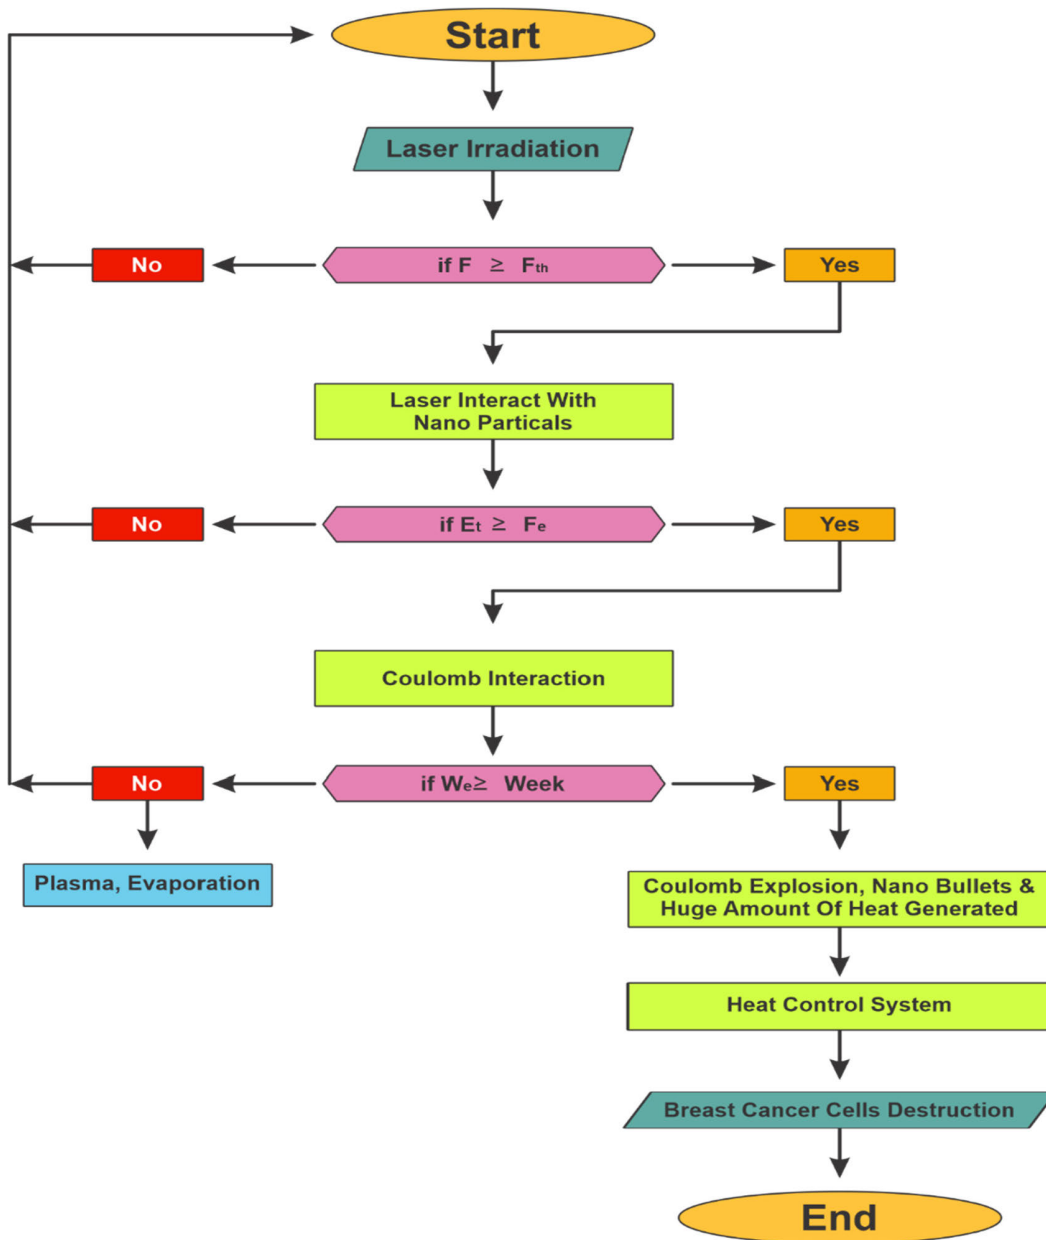 Start
Laser Irradiation
No
if F ≥ Fth
Yes
Laser Interact With
Nano Particals
No
if Et ≥ Fe
Yes
Coulomb Interaction
No
if We≥ Week
Yes
Plasma, Evaporation
Coulomb Explosion, Nano Bullets &
Huge Amount Of Heat Generated
Heat Control System
Breast Cancer Cells Destruction
End